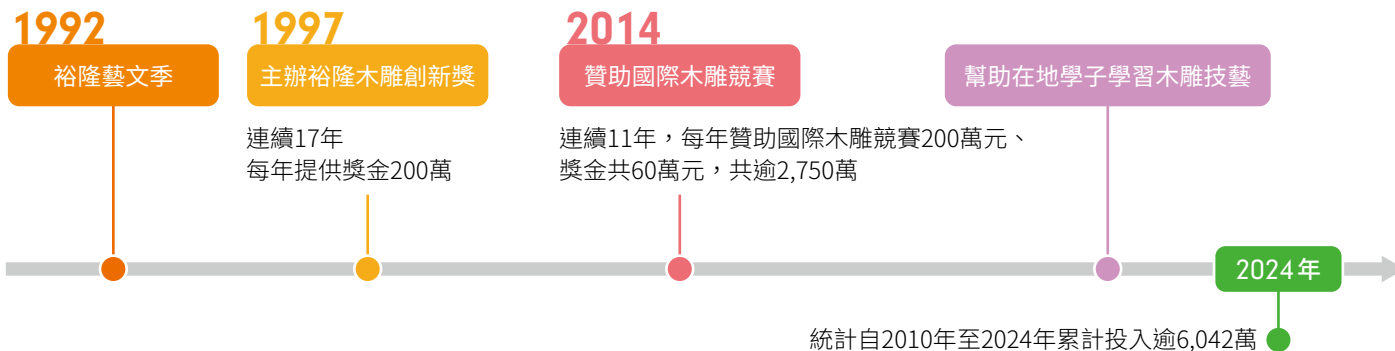 1992
裕隆藝文季
1997
主辦裕隆木雕創新獎
連續17年
每年提供獎金200萬
2014
贊助國際木雕競賽
連續11年，每年贊助國際木雕競賽200萬元、
獎金共60萬元，共逾2,750萬
幫助在地學子學習木雕技藝
2024年
統計自2010年至2024年累計投入逾6,042萬